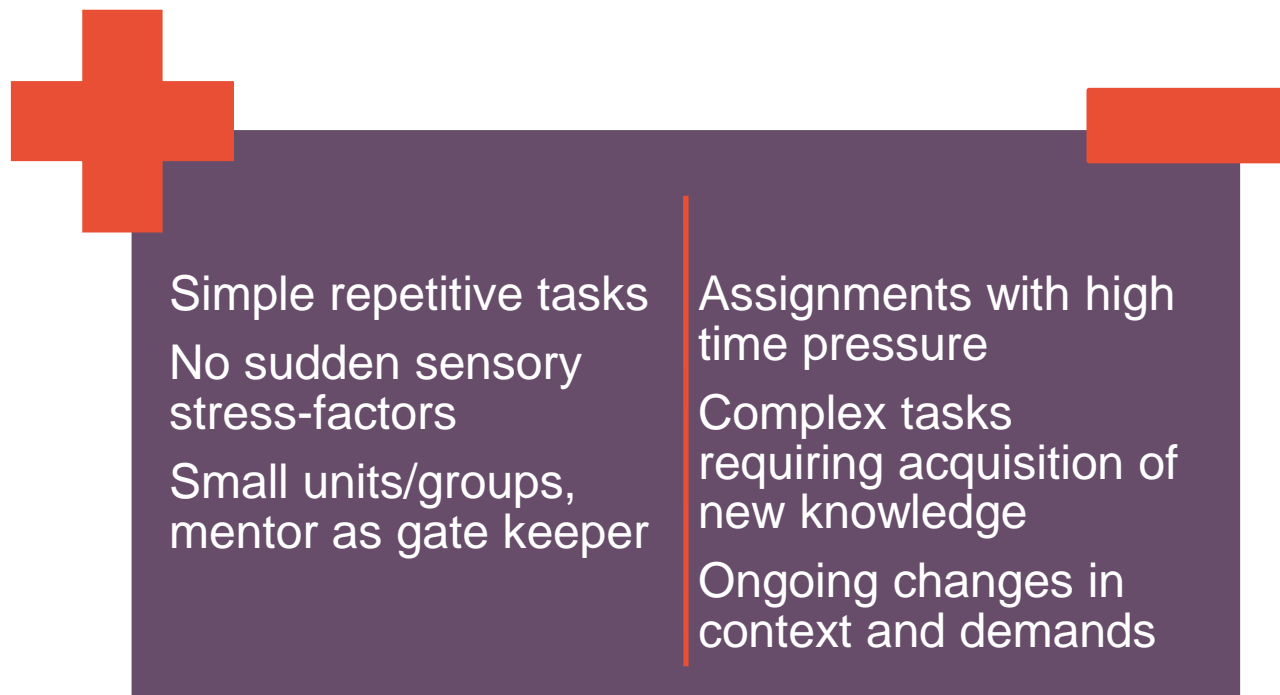 Simple repetitive tasks
No sudden sensory
stress-factors
Small units/groups,
mentor as gate keeper
Assignments with high
time pressure
Complex tasks
requiring acquisition of
new knowledge
Ongoing changes in
context and demands